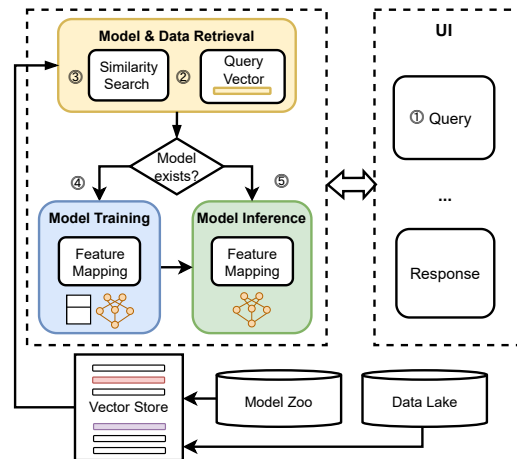 Model & Data Retrieval
③
Similarity
Search
②
Query
Vector
Model
exists?
④
⑤
Model Training
Feature
Mapping
Model Inference
Feature
Mapping
UI
① Query
...
Response
Vector Store
Model Zoo
Data Lake